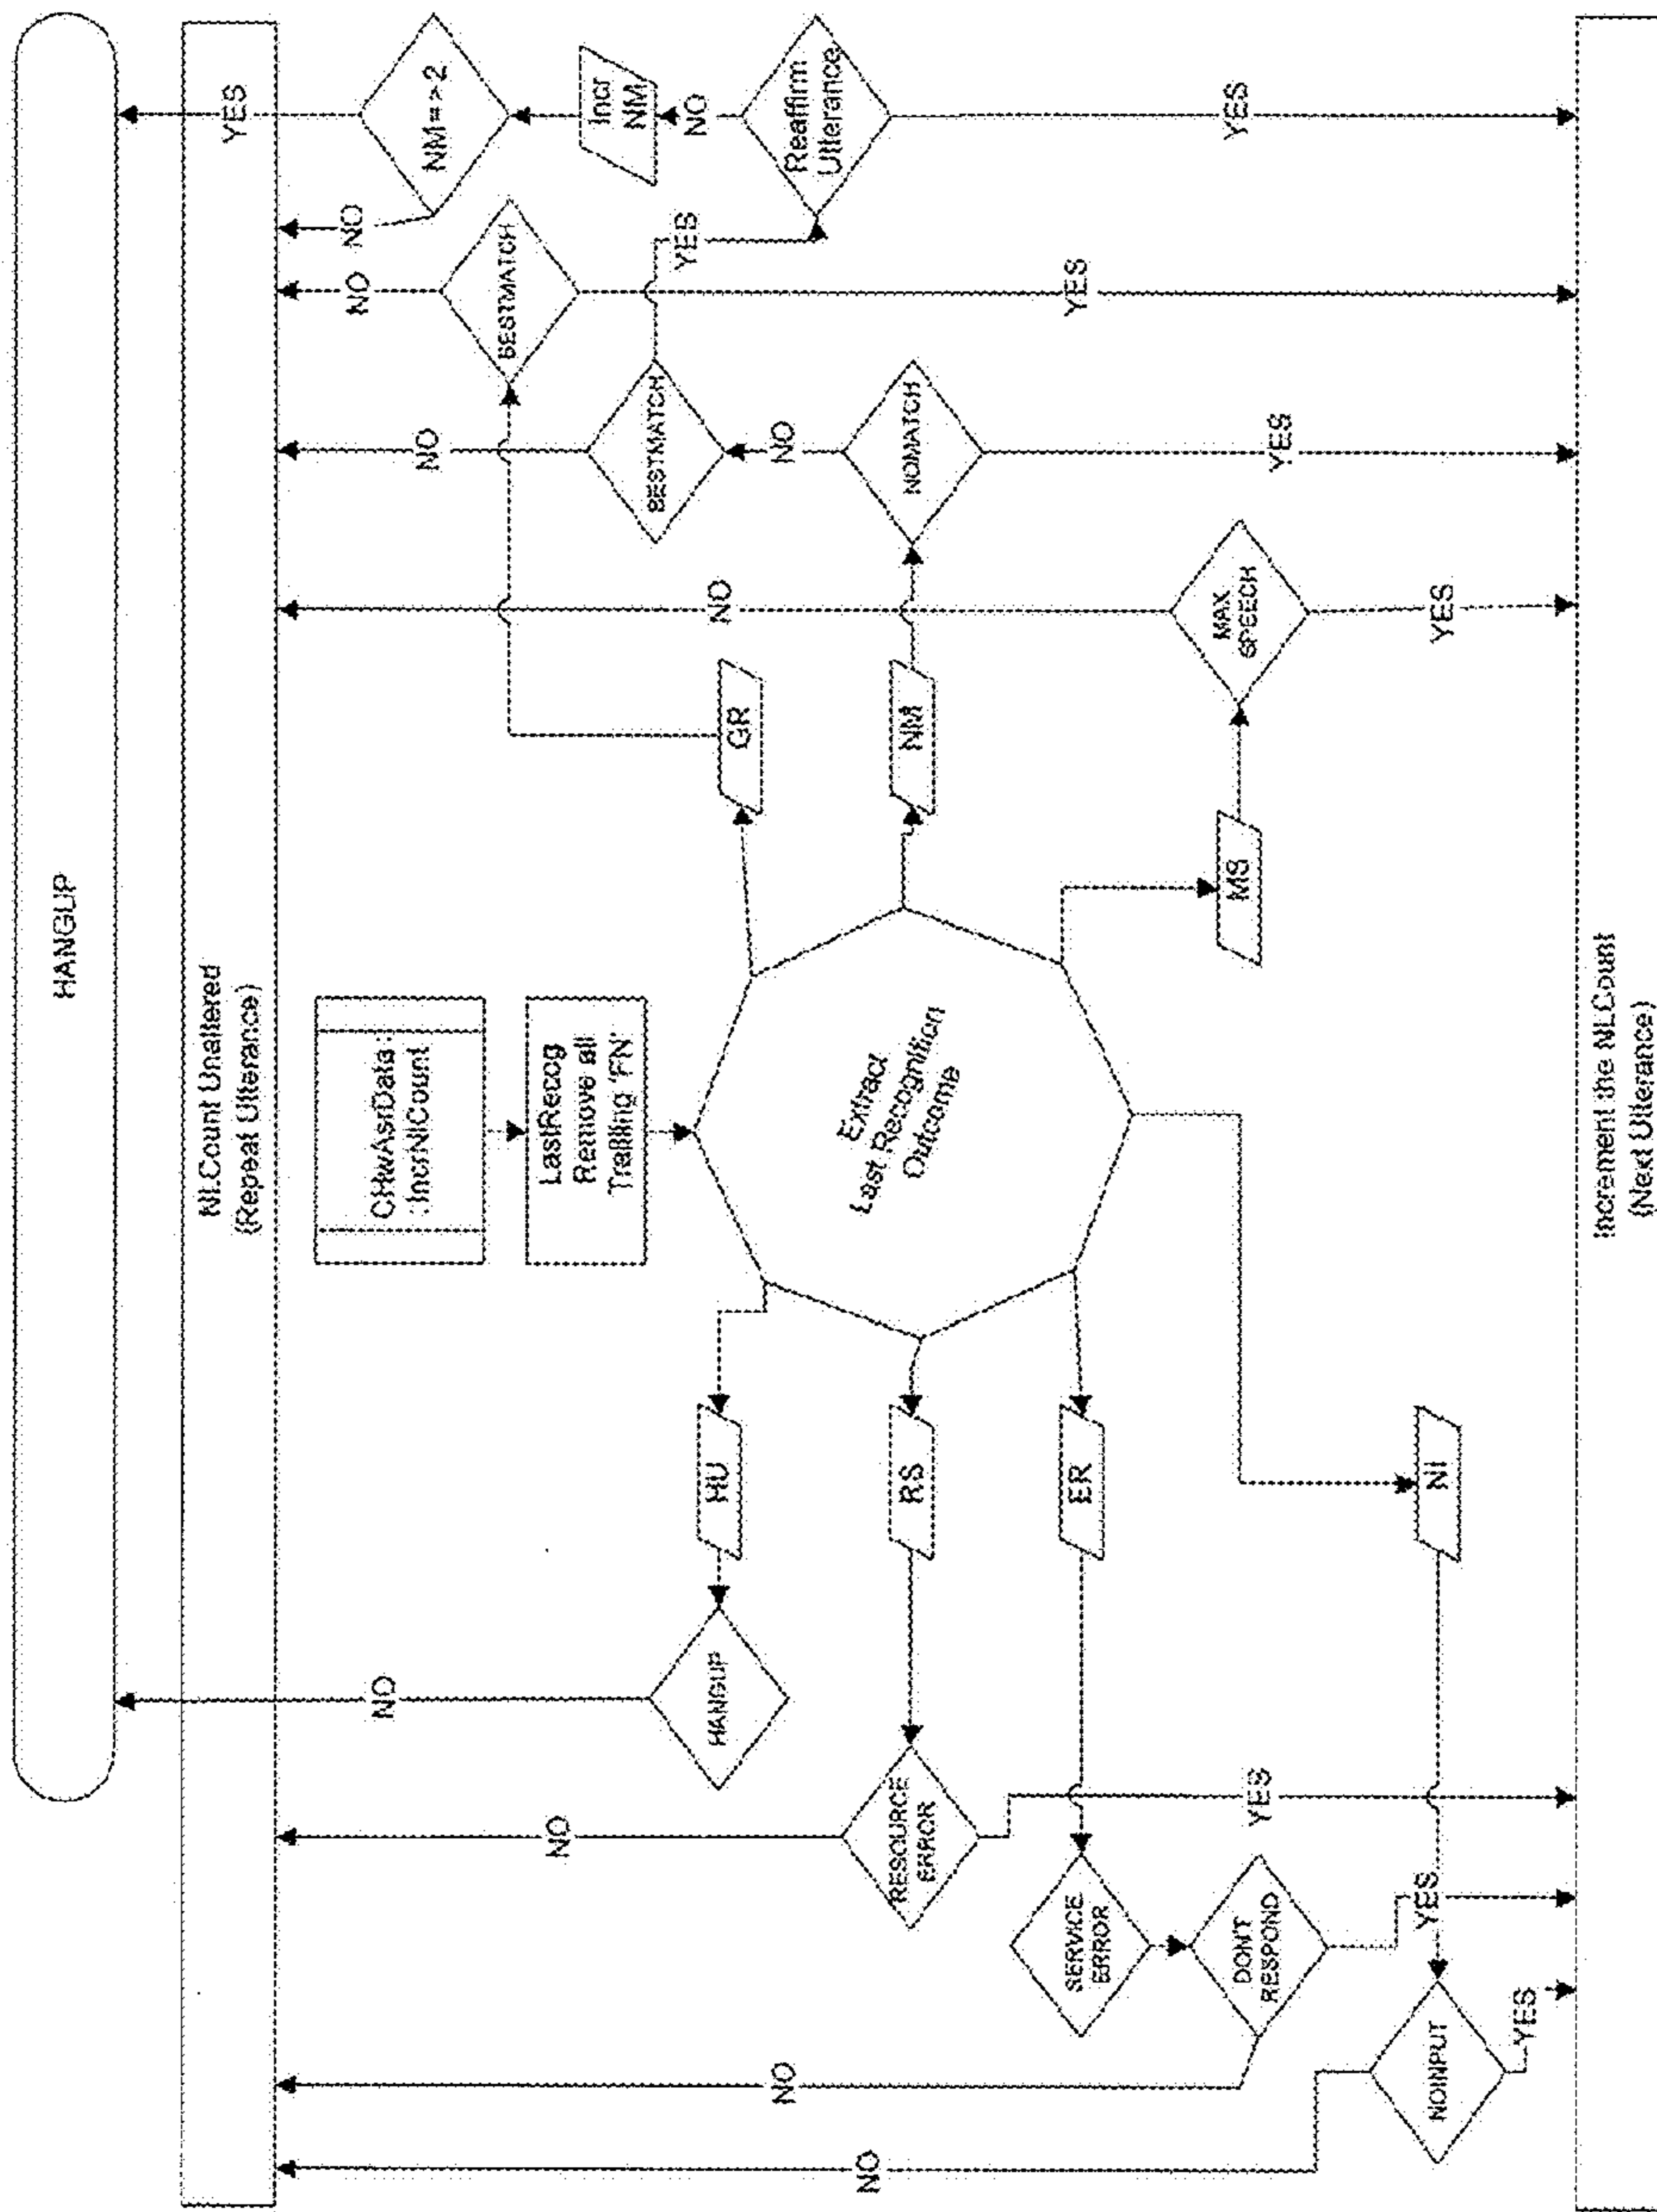 HANGUP
NLCount Unaltered
(Repeat Utterance)
YES
NO
NO
NO
NO
NO
NO
NO
NO
CRwAsrData:
:IncrNlCount
LastRecog
Remove all
Trailing 'FN'
NM=>2
Incr
NM
NO
Reaffirm
Utterance
YES
BESTMATCH
YES
BESTMATCH
YES
NO
NOMATCH
YES
MAX
SPEECH
YES
GR
NM
MS
Extract
Last Recognition
Outcome
HU
RS
ER
NI
HANGUP
RESOURCE
ERROR
YES
SERVICE
ERROR
DON'T
RESPOND
YES
NOINPUT
YES
Increment the NLCount
(Next Utterance)